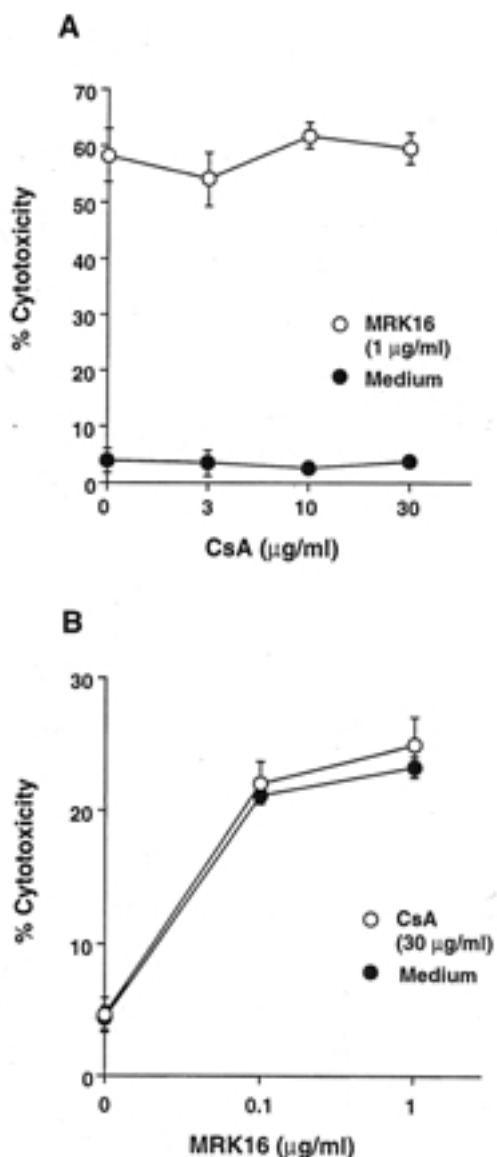 A
70
60
50
40
30
20
10
0
% Cytotoxicity
MRK16
(1 µg/ml)
Medium
0 3 10 30
CsA (µg/ml)
B
30
20
10
0
% Cytotoxicity
CsA
(30 µg/ml)
Medium
0 0.1 1
MRK16 (µg/ml)